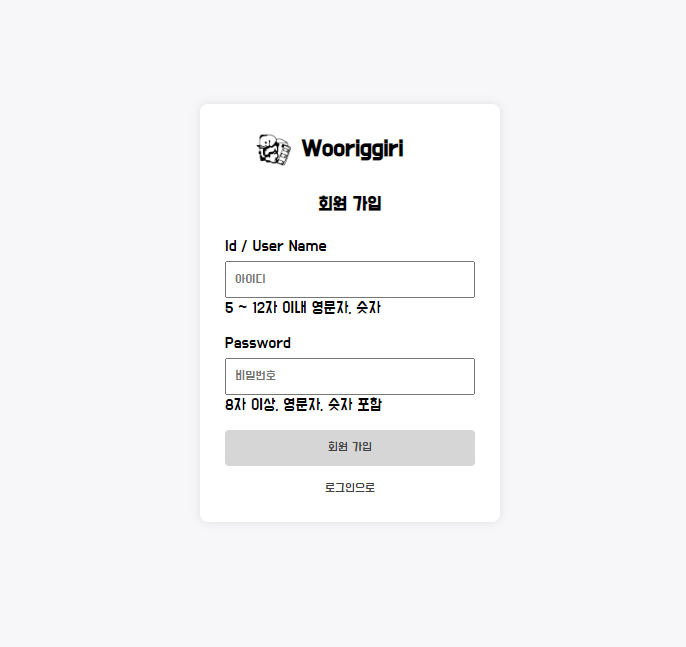 Wooriggiri
회원 가입
Id / User Name
아이디
5 ~ 12자 이내 영문자, 숫자
Password
비밀번호
8자 이상, 영문자, 숫자 포함
회원 가입
로그인으로